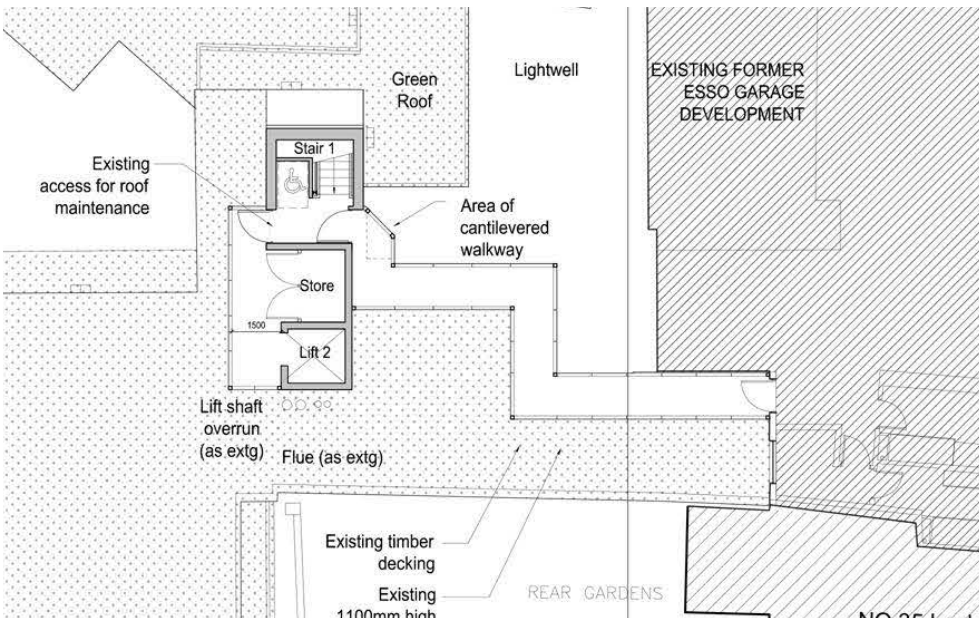 Green
Roof
Lightwell
EXISTING FORMER
ESSO GARAGE
DEVELOPMENT
Stair 1
Existing
access for roof
maintenance
Area of
cantilevered
walkway
Store
1500
Lift 2
Lift shaft
overrun
(as extg)
Flue (as extg)
Existing timber
decking
Existing
1100mm high
REAR GARDENS